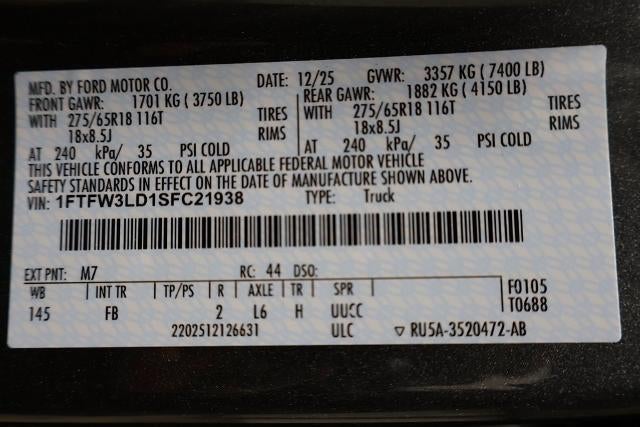 MFD. BY FORD MOTOR CO. DATE: 12/25 GVWR: 3357 KG ( 7400 LB)
FRONT GAWR: 1701 KG ( 3750 LB) REAR GAWR: 1882 KG ( 4150 LB)
WITH 275/65R18 116T TIRES WITH 275/65R18 116T TIRES
18x8.5J RIMS 18x8.5J RIMS
AT 240 kPa/ 35 PSI COLD AT 240 kPa/ 35 PSI COLD
THIS VEHICLE CONFORMS TO ALL APPLICABLE FEDERAL MOTOR VEHICLE
SAFETY STANDARDS IN EFFECT ON THE DATE OF MANUFACTURE SHOWN ABOVE.
VIN: 1FTFW3LD1SFC21938 TYPE: Truck
EXT PNT: M7 RC: 44 DSO:
WB INT TR TP/PS R AXLE TR SPR F0105
145 FB 2 L6 H UUCC T0688
2202512126631 ULC ▽ RU5A-3520472-AB